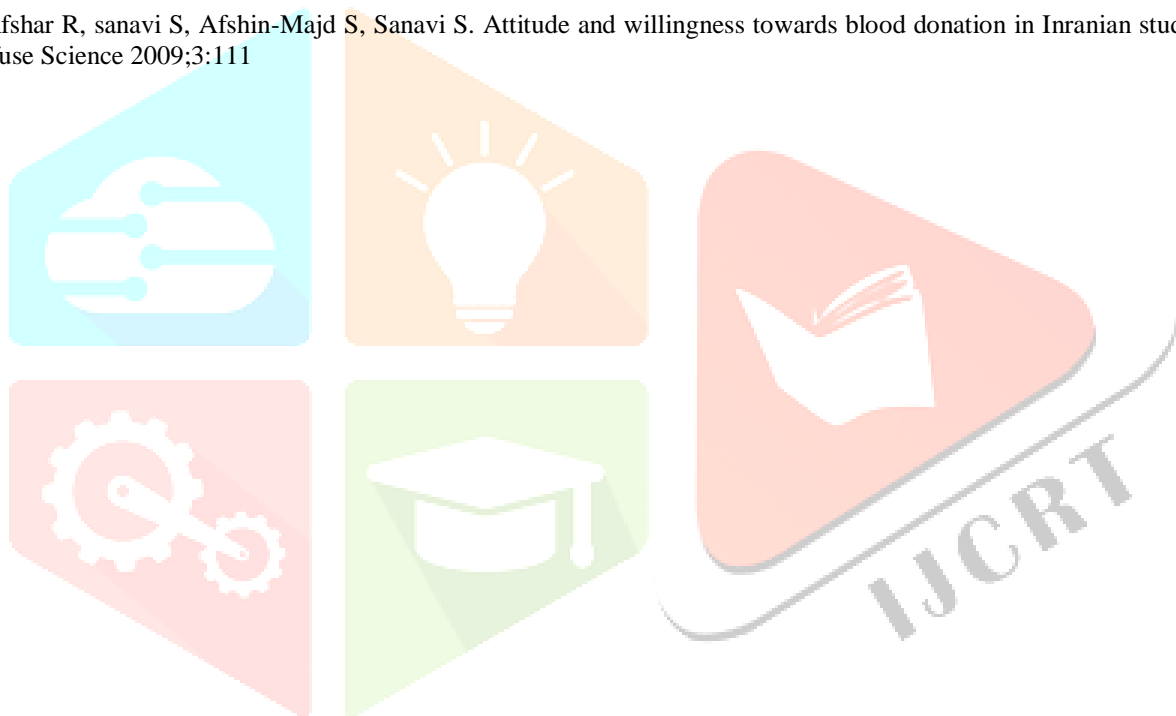 fshar R, sanavi S, Afshin-Majd S, Sanavi S. Attitude and willingness towards blood donation in Inranian stu
use Science 2009;3:111
IJCRT